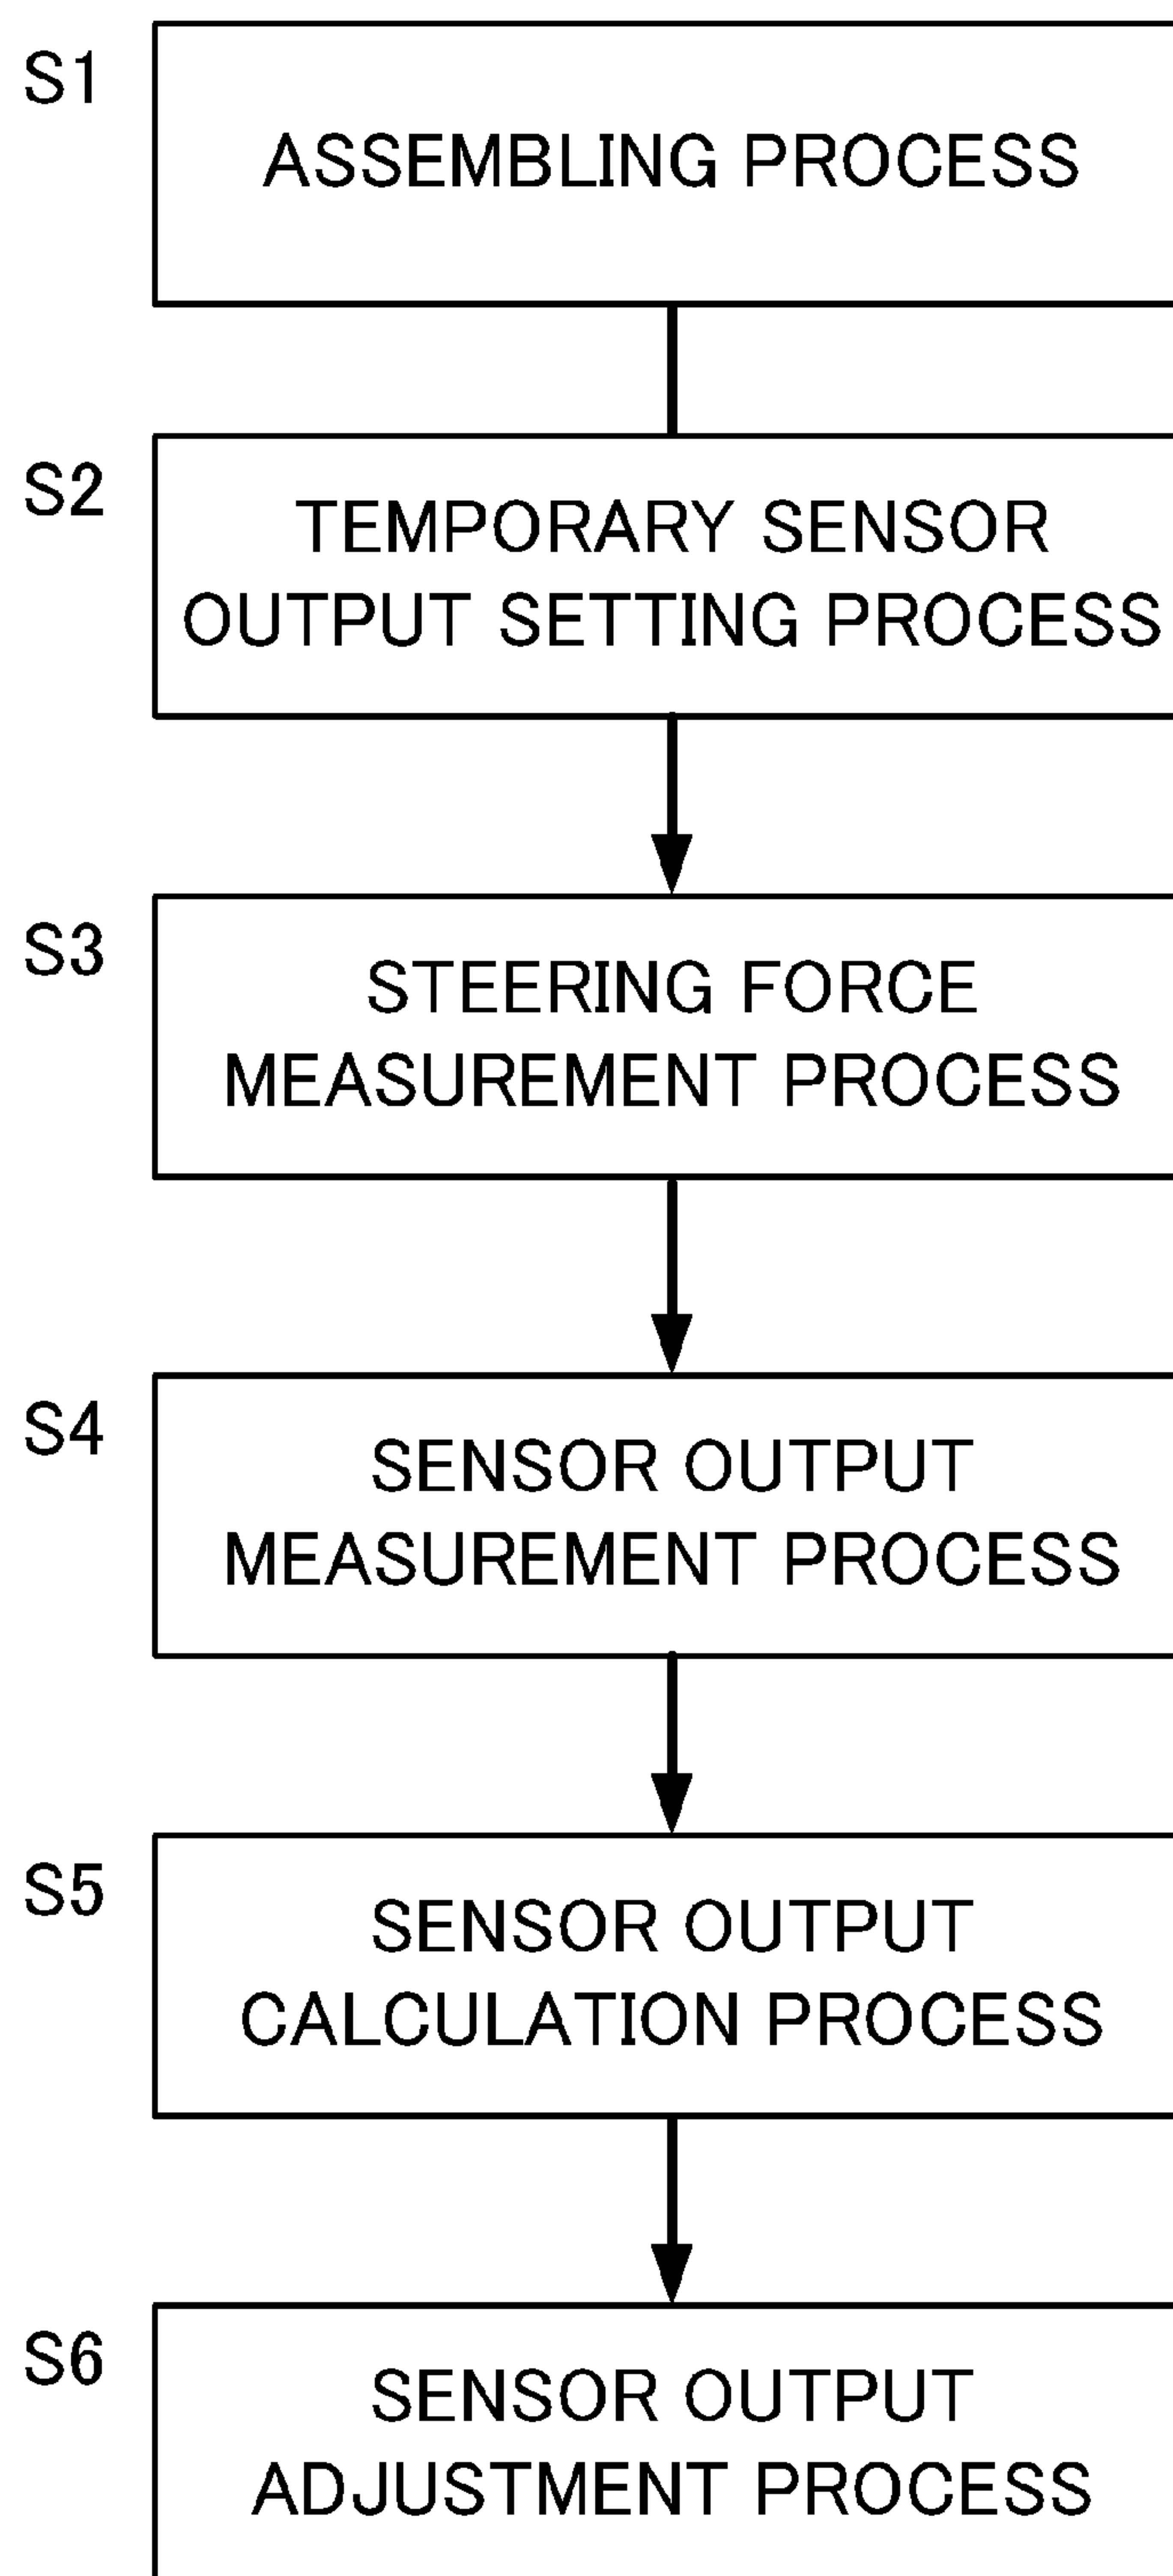 S1
ASSEMBLING PROCESS
S2
TEMPORARY SENSOR
OUTPUT SETTING PROCESS
S3
STEERING FORCE
MEASUREMENT PROCESS
S4
SENSOR OUTPUT
MEASUREMENT PROCESS
S5
SENSOR OUTPUT
CALCULATION PROCESS
S6
SENSOR OUTPUT
ADJUSTMENT PROCESS